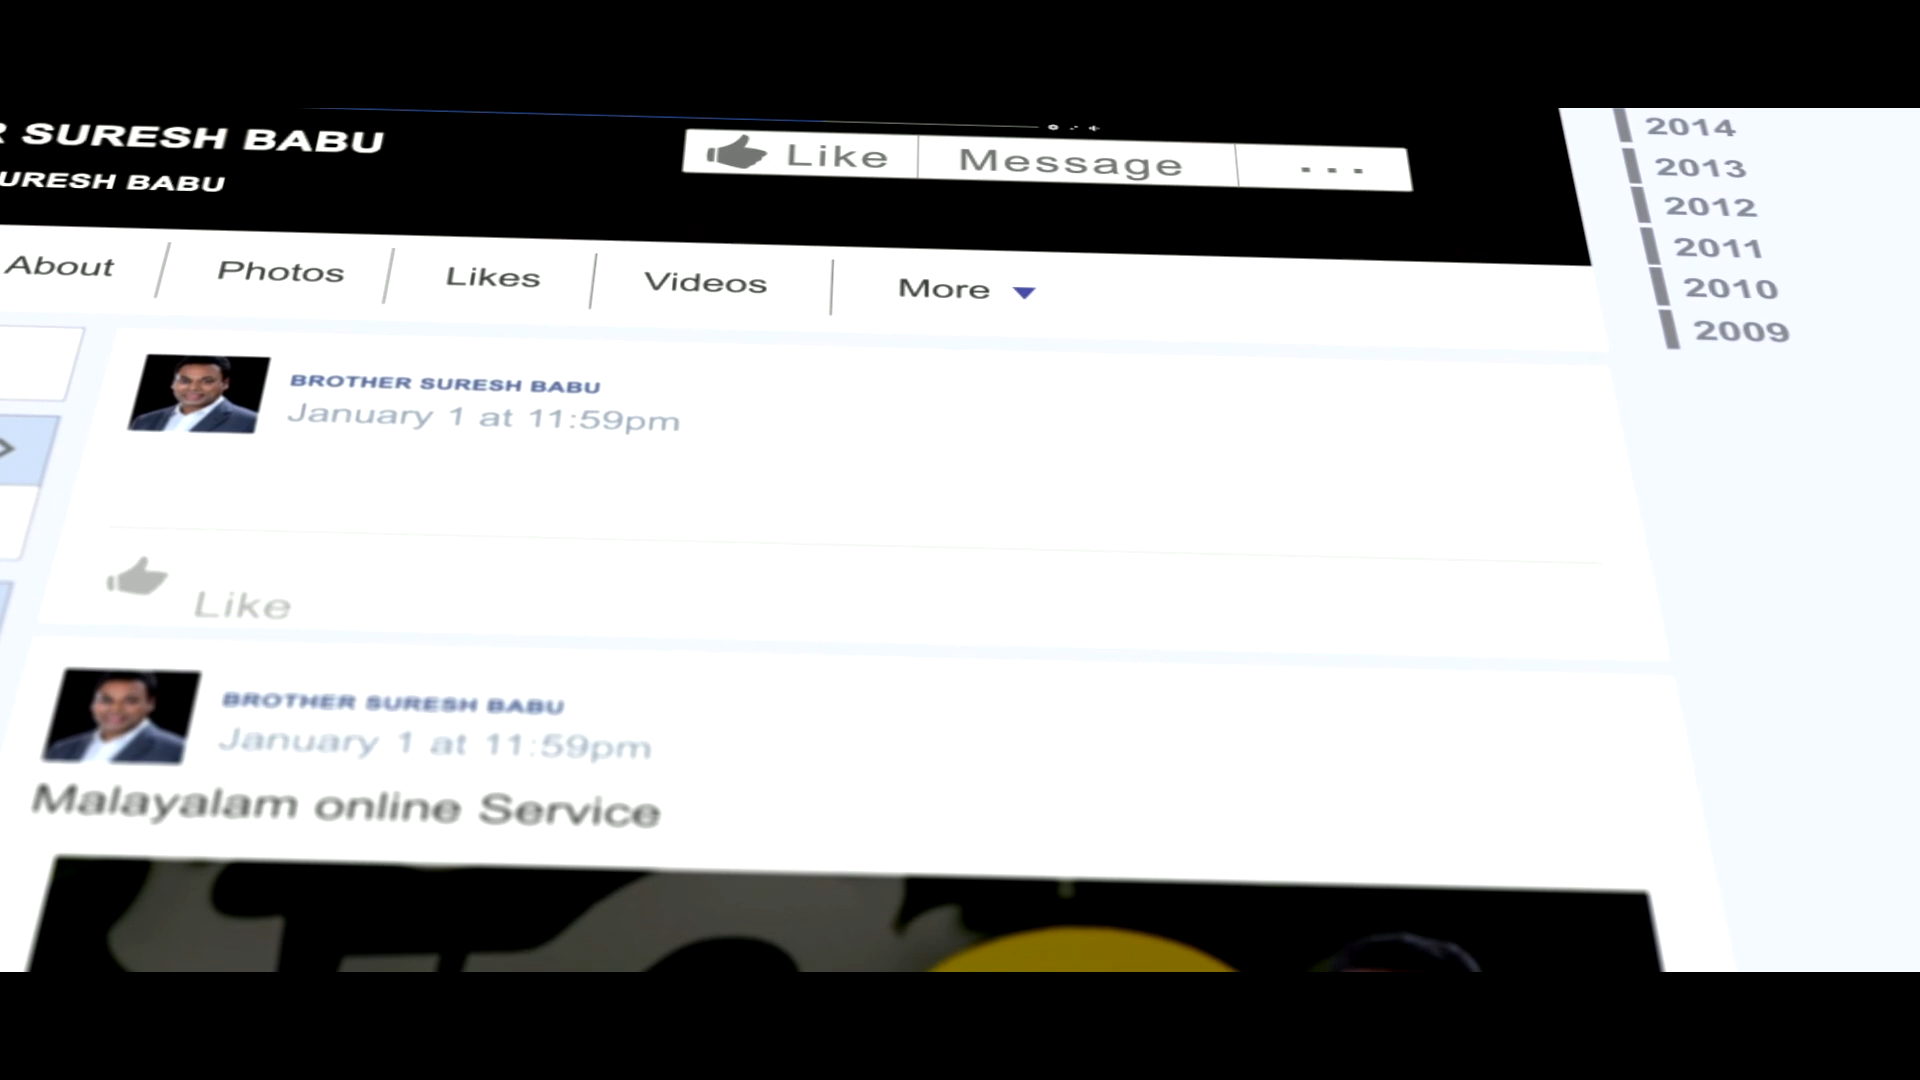 R SURESH BABU
URESH BABU
Like
Message
...
2014
2013
2012
2011
2010
2009
About
Photos
Likes
Videos
More
BROTHER SURESH BABU
January 1 at 11:59pm
Like
BROTHER SURESH BABU
January 1 at 11:59pm
Malayalam online Service